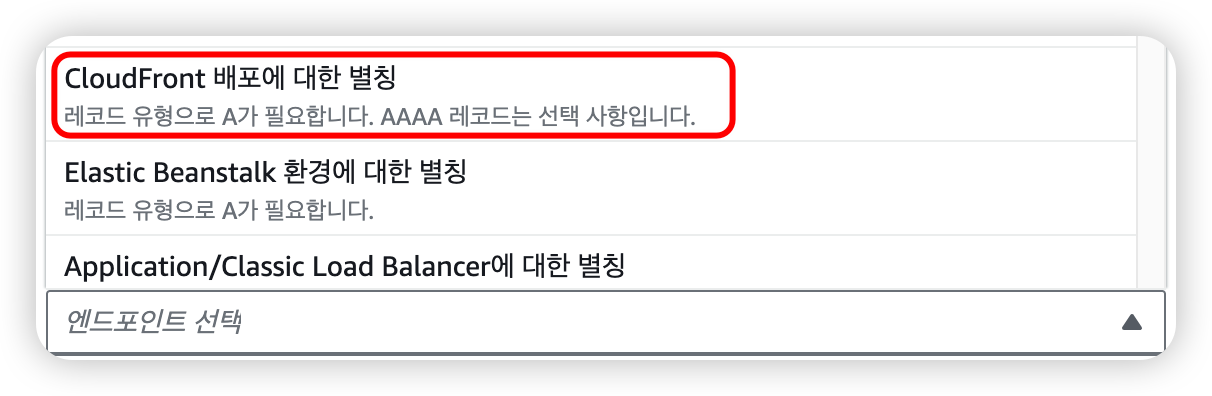 CloudFront 배포에 대한 별칭
레코드 유형으로 A가 필요합니다. AAAA 레코드는 선택 사항입니다.
Elastic Beanstalk 환경에 대한 별칭
레코드 유형으로 A가 필요합니다.
Application/Classic Load Balancer에 대한 별칭
엔드포인트 선택